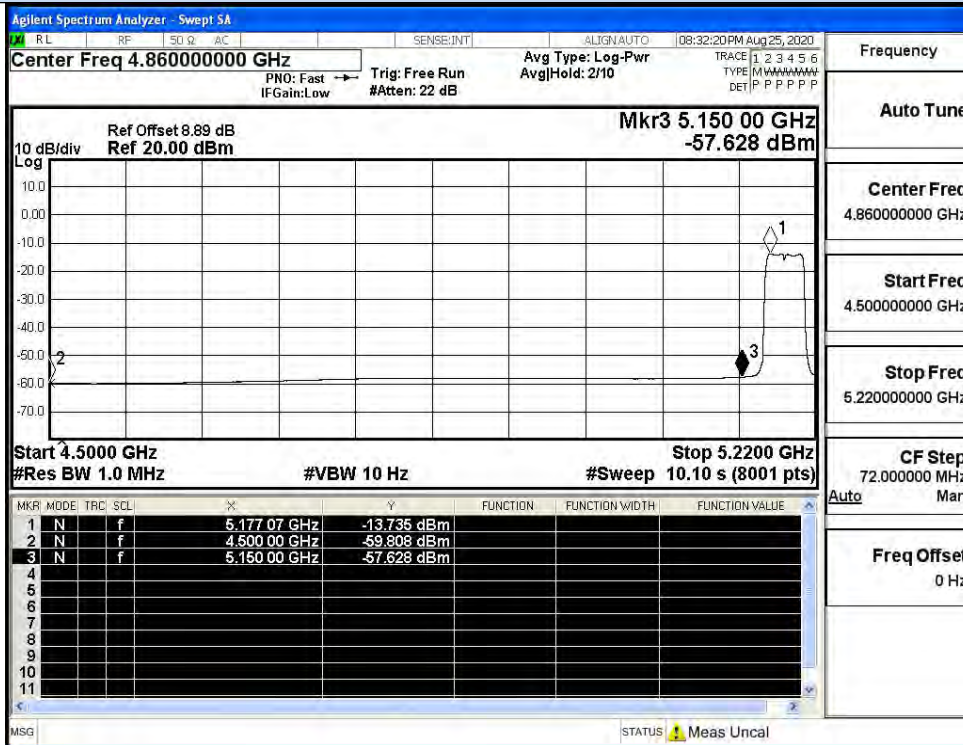 Agilent Spectrum Analyzer - Swept SA
RL RF 50 Ω AC SENSE:INT ALIGN AUTO 08:32:20 PM Aug 25, 2020
Center Freq 4.860000000 GHz
PNO: Fast
IFGain:Low
Trig: Free Run
#Atten: 22 dB
Avg Type: Log-Pwr
Avg|Hold: 2/10
TRACE 1 2 3 4 5 6
TYPE M WWWWW
DET P P P P P P
Mkr3 5.150 00 GHz
-57.628 dBm
Ref Offset 8.89 dB
10 dB/div Ref 20.00 dBm
Log
10.0
0.00
-10.0
-20.0
-30.0
-40.0
-50.0
-60.0
-70.0
1
2
3
Start 4.5000 GHz Stop 5.2200 GHz
#Res BW 1.0 MHz #VBW 10 Hz #Sweep 10.10 s (8001 pts)
MKR MODE TRC SCL X Y FUNCTION FUNCTION WIDTH FUNCTION VALUE
1 N f 5.177 07 GHz -13.735 dBm
2 N f 4.500 00 GHz -59.808 dBm
3 N f 5.150 00 GHz -57.628 dBm
4
5
6
7
8
9
10
11
MSG STATUS Meas Uncal
Frequency
Auto Tune
Center Freq
4.860000000 GHz
Start Freq
4.500000000 GHz
Stop Freq
5.220000000 GHz
CF Step
72.000000 MHz
Auto Man
Freq Offset
0 Hz